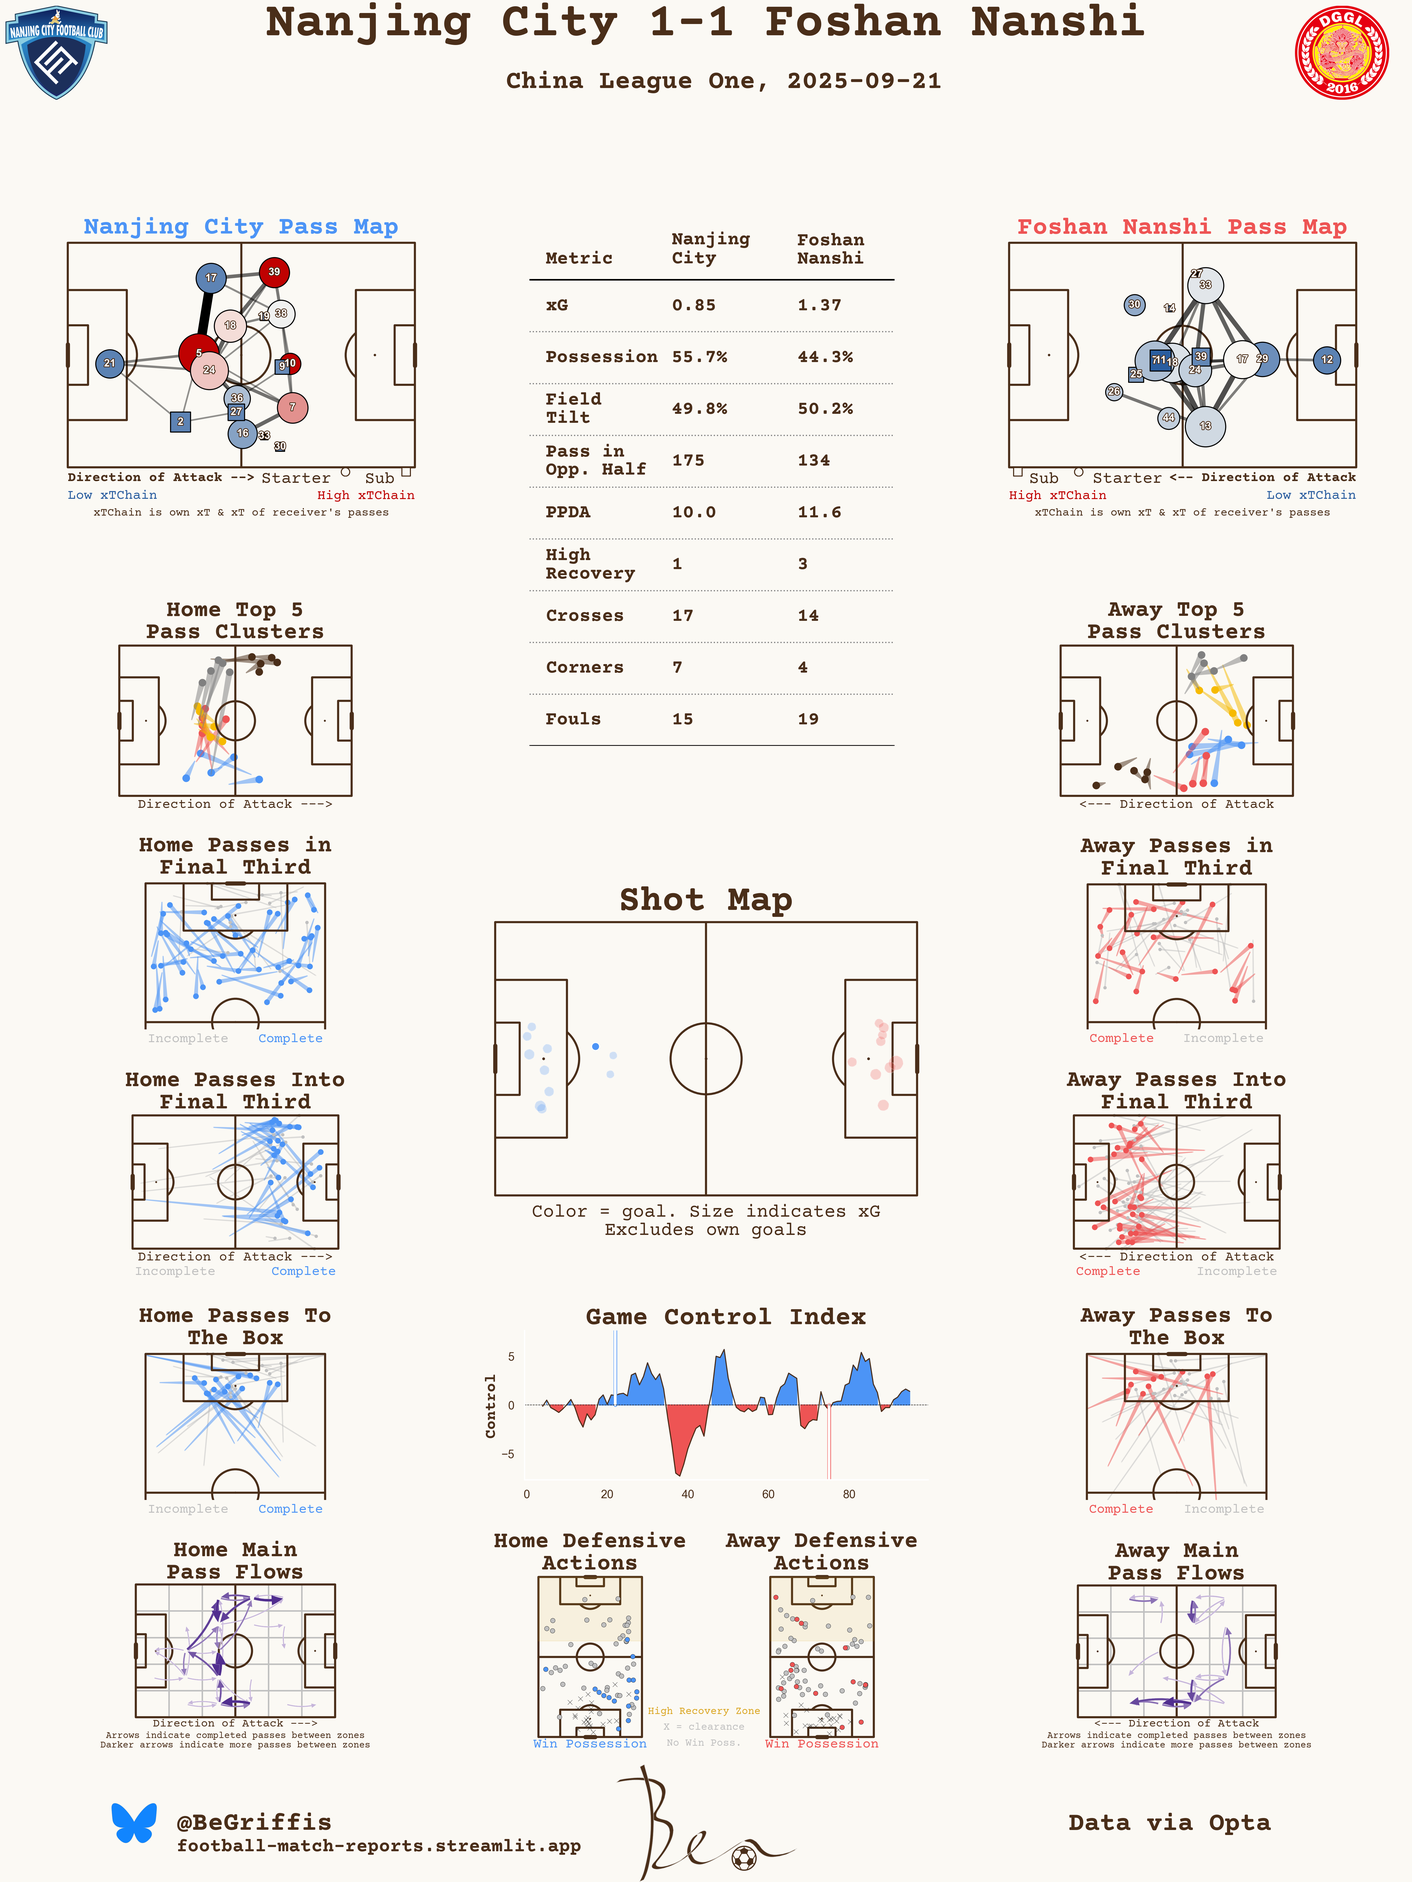 Nanjing City 1-1 Foshan Nanshi
China League One, 2025-09-21
NANJING CITY FOOTBALL CLUB
DGGL
2016
Nanjing City Pass Map
17
39
38
19
18
5
24
21
10
9
36
27
7
2
16
33
30
Direction of Attack --> Starter Sub
Low xTChain High xTChain
xTChain is own xT & xT of receiver's passes
Metric Nanjing City Foshan Nanshi
xG 0.85 1.37
Possession 55.7% 44.3%
Field Tilt 49.8% 50.2%
Pass in Opp. Half 175 134
PPDA 10.0 11.6
High Recovery 1 3
Crosses 17 14
Corners 7 4
Fouls 15 19
Foshan Nanshi Pass Map
27
33
30
14
11
18
39
24
17
29
12
25
26
44
13
Sub Starter <-- Direction of Attack
High xTChain Low xTChain
xTChain is own xT & xT of receiver's passes
Home Top 5
Pass Clusters
Direction of Attack --->
Away Top 5
Pass Clusters
<--- Direction of Attack
Home Passes in
Final Third
Incomplete Complete
Away Passes in
Final Third
Complete Incomplete
Shot Map
Color = goal. Size indicates xG
Excludes own goals
Home Passes Into
Final Third
Direction of Attack --->
Incomplete Complete
Away Passes Into
Final Third
<--- Direction of Attack
Complete Incomplete
Home Passes To
The Box
Incomplete Complete
Game Control Index
Control
5
0
−5
0 20 40 60 80
Away Passes To
The Box
Complete Incomplete
Home Main
Pass Flows
Direction of Attack --->
Arrows indicate completed passes between zones
Darker arrows indicate more passes between zones
Home Defensive
Actions
Win Possession
High Recovery Zone
X = clearance
No Win Poss.
Away Defensive
Actions
Win Possession
Away Main
Pass Flows
<--- Direction of Attack
Arrows indicate completed passes between zones
Darker arrows indicate more passes between zones
@BeGriffis
football-match-reports.streamlit.app
Ben
Data via Opta